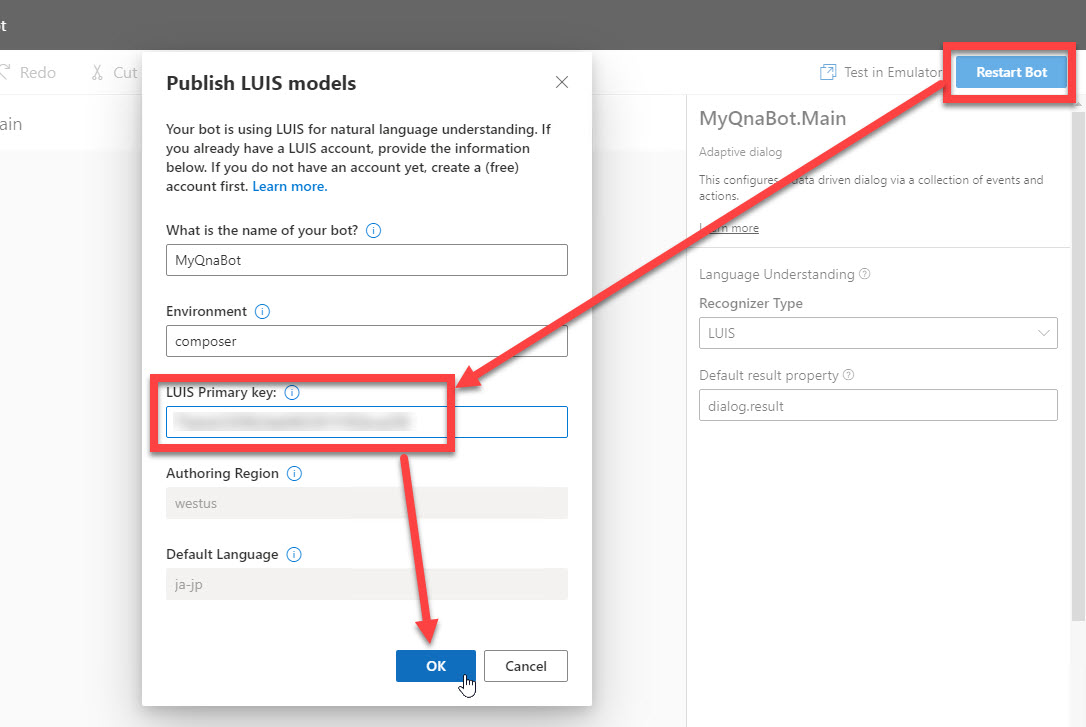 t
Redo
Cut
Test in Emulator
Restart Bot
ain
Publish LUIS models
Your bot is using LUIS for natural language understanding. If
you already have a LUIS account, provide the information
below. If you do not have an account yet, create a (free)
account first. Learn more.
What is the name of your bot?
MyQnaBot
Environment
composer
LUIS Primary key:
Authoring Region
westus
Default Language
ja-jp
OK
Cancel
MyQnaBot.Main
Adaptive dialog
This configures a data driven dialog via a collection of events and
actions.
Learn more
Language Understanding
Recognizer Type
LUIS
Default result property
dialog.result